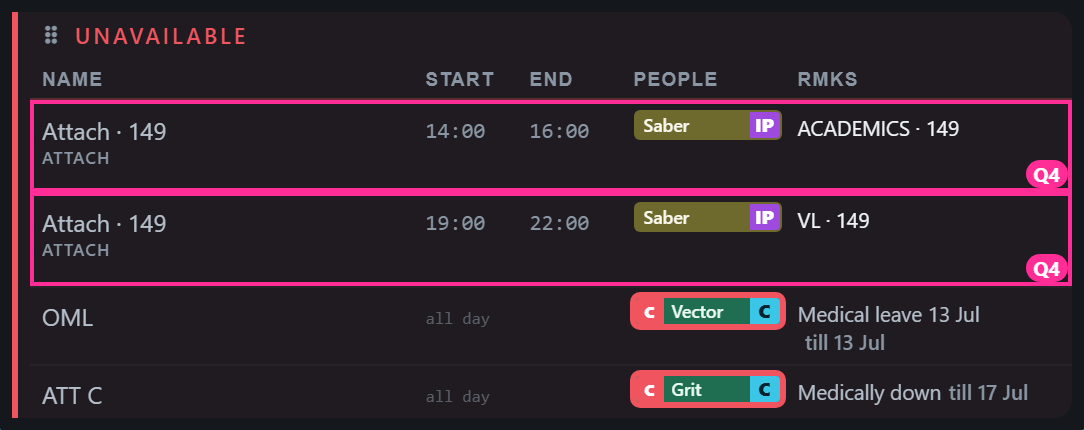 UNAVAILABLE
NAME START END PEOPLE RMKS
Attach · 149 14:00 16:00 Saber IP ACADEMICS · 149
ATTACH
Q4
Attach · 149 19:00 22:00 Saber IP VL · 149
ATTACH
Q4
OML all day c Vector C Medical leave 13 Jul
till 13 Jul
ATT C all day c Grit C Medically down till 17 Jul